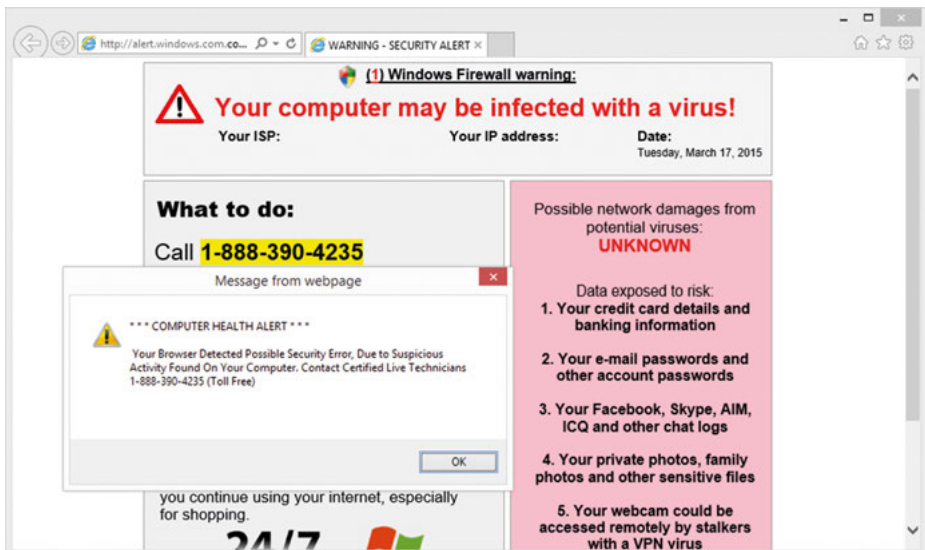 http://alert.windows.com.co...
WARNING - SECURITY ALERT
(1) Windows Firewall warning:
Your computer may be infected with a virus!
Your ISP:
Your IP address:
Date:
Tuesday, March 17, 2015
What to do:
Call 1-888-390-4235
Message from webpage
* * * COMPUTER HEALTH ALERT * * *
Your Browser Detected Possible Security Error, Due to Suspicious
Activity Found On Your Computer. Contact Certified Live Technicians
1-888-390-4235 (Toll Free)
OK
you continue using your internet, especially
for shopping.
24/7
Possible network damages from
potential viruses:
UNKNOWN
Data exposed to risk:
1. Your credit card details and
banking information
2. Your e-mail passwords and
other account passwords
3. Your Facebook, Skype, AIM,
ICQ and other chat logs
4. Your private photos, family
photos and other sensitive files
5. Your webcam could be
accessed remotely by stalkers
with a VPN virus